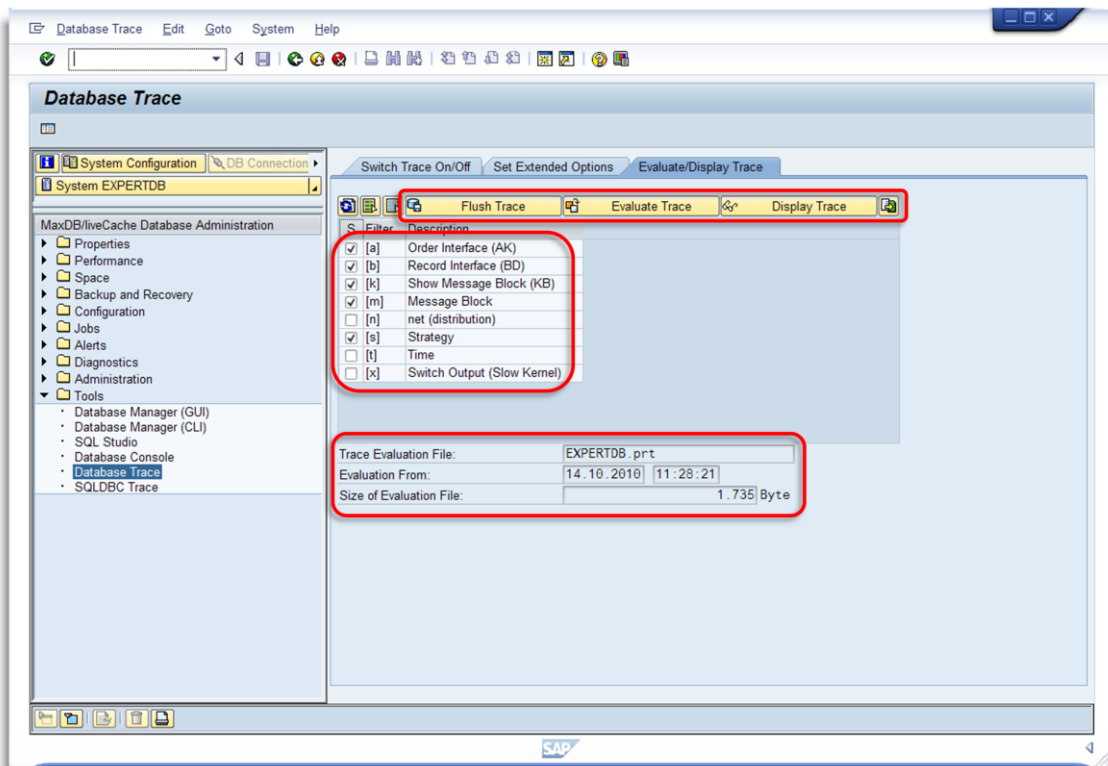 Database Trace Edit Goto System Help
Database Trace
System Configuration DB Connection
System EXPERTDB
Switch Trace On/Off Set Extended Options Evaluate/Display Trace
Flush Trace Evaluate Trace Display Trace
MaxDB/liveCache Database Administration
Properties
Performance
Space
Backup and Recovery
Configuration
Jobs
Alerts
Diagnostics
Administration
Tools
Database Manager (GUI)
Database Manager (CLI)
SQL Studio
Database Console
Database Trace
SQLDBC Trace
S Filter Description
[a] Order Interface (AK)
[b] Record Interface (BD)
[k] Show Message Block (KB)
[m] Message Block
[n] net (distribution)
[s] Strategy
[t] Time
[x] Switch Output (Slow Kernel)
Trace Evaluation File: EXPERTDB.prt
Evaluation From: 14.10.2010 11:28:21
Size of Evaluation File: 1.735 Byte
SAP